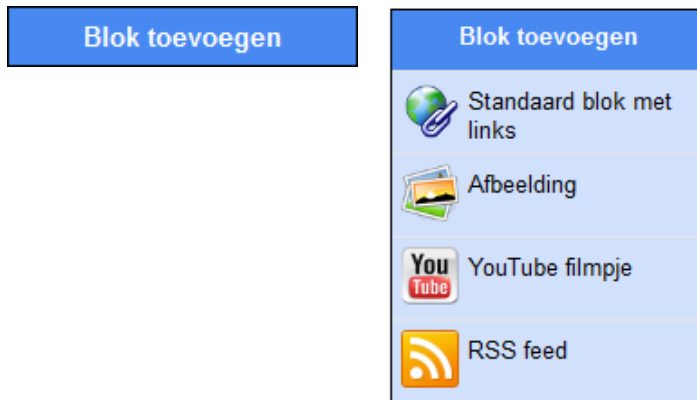 Blok toevoegen
Blok toevoegen
Standaard blok met
links
Afbeelding
You
Tube
YouTube filmpje
RSS feed